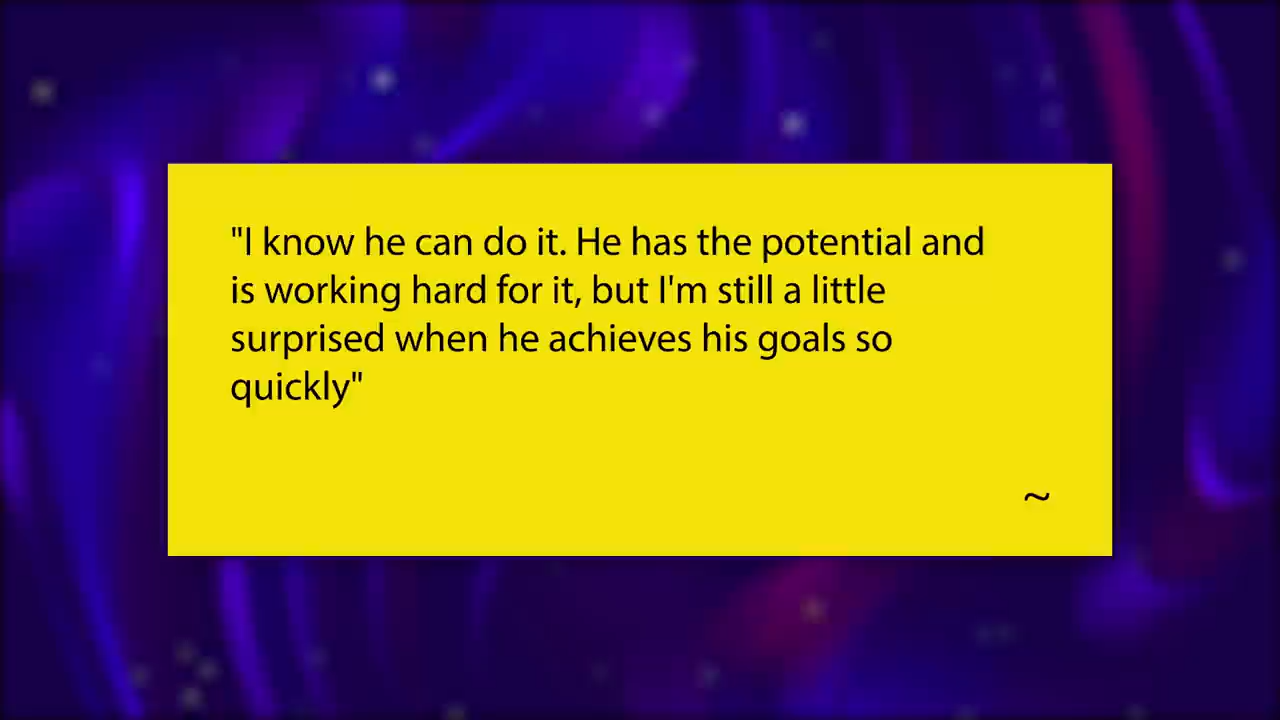 "I know he can do it. He has the potential and
is working hard for it, but I'm still a little
surprised when he achieves his goals so
quickly"
~